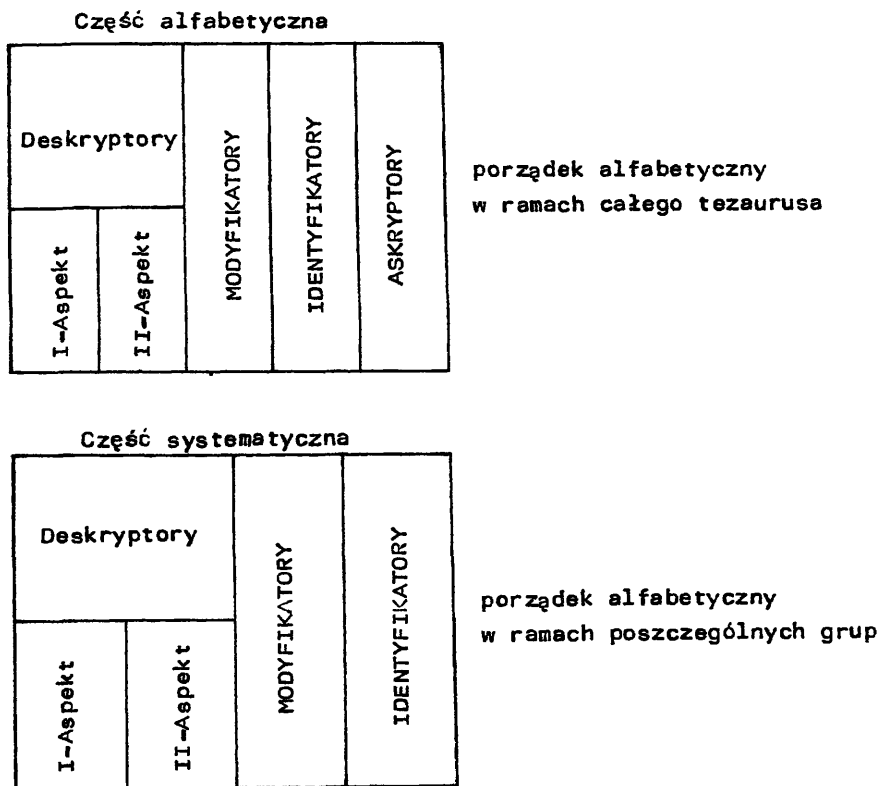 Część alfabetyczna
Deskryptory
I-Aspekt
II-Aspekt
MODYFIKATORY
IDENTYFIKATORY
ASKRYPTORY
porządek alfabetyczny
w ramach całego tezaurusa
Część systematyczna
Deskryptory
I-Aspekt
II-Aspekt
MODYFIKATORY
IDENTYFIKATORY
porządek alfabetyczny
w ramach poszczególnych grup